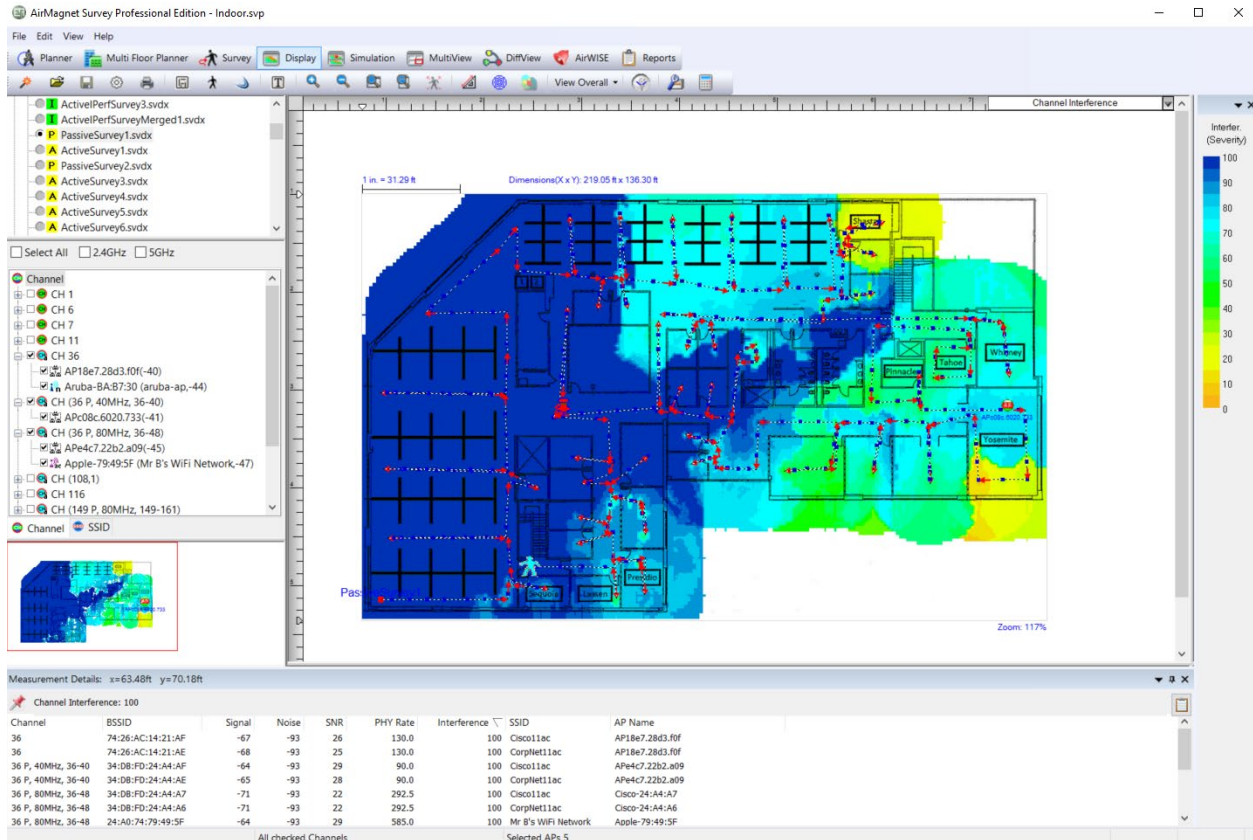 AirMagnet Survey Professional Edition - Indoor.svp
File Edit View Help
Planner Multi Floor Planner Survey Display Simulation MultiView DiffView AirWISE Reports
View Overall
ActiveIPerfSurvey3.svdx
ActiveIPerfSurveyMerged1.svdx
PassiveSurvey1.svdx
ActiveSurvey1.svdx
PassiveSurvey2.svdx
ActiveSurvey3.svdx
ActiveSurvey4.svdx
ActiveSurvey5.svdx
ActiveSurvey6.svdx
Select All 2.4GHz 5GHz
Channel
CH 1
CH 6
CH 7
CH 11
CH 36
AP18e7.28d3.f0f(-40)
Aruba-BA:B7:30 (aruba-ap,-44)
CH (36 P, 40MHz, 36-40)
APc08c.6020.733(-41)
CH (36 P, 80MHz, 36-48)
APe4c7.22b2.a09(-45)
Apple-79:49:5F (Mr B's WiFi Network,-47)
CH (108,1)
CH 116
CH (149 P, 80MHz, 149-161)
Channel SSID
Channel Interference
1 in. = 31.29 ft Dimensions(X x Y): 219.05 ft x 136.30 ft
Shasta
Whitney
Tahoe
Pinnacle
APc08c.6020.733
Yosemite
Presidio
Sequoia Lassen
Zoom: 117%
Interfer.
(Severity)
100
90
80
70
60
50
40
30
20
10
0
Measurement Details: x=63.48ft y=70.18ft
Channel Interference: 100
Channel BSSID Signal Noise SNR PHY Rate Interference SSID AP Name
36 74:26:AC:14:21:AF -67 -93 26 130.0 100 Cisco11ac AP18e7.28d3.f0f
36 74:26:AC:14:21:AE -68 -93 25 130.0 100 CorpNet11ac AP18e7.28d3.f0f
36 P, 40MHz, 36-40 34:DB:FD:24:A4:AF -64 -93 29 90.0 100 Cisco11ac APe4c7.22b2.a09
36 P, 40MHz, 36-40 34:DB:FD:24:A4:AE -65 -93 28 90.0 100 CorpNet11ac APe4c7.22b2.a09
36 P, 80MHz, 36-48 34:DB:FD:24:A4:A7 -71 -93 22 292.5 100 Cisco11ac Cisco-24:A4:A7
36 P, 80MHz, 36-48 34:DB:FD:24:A4:A6 -71 -93 22 292.5 100 CorpNet11ac Cisco-24:A4:A6
36 P, 80MHz, 36-48 24:A0:74:79:49:5F -64 -93 29 585.0 100 Mr B's WiFi Network Apple-79:49:5F
All checked Channels Selected APs 5